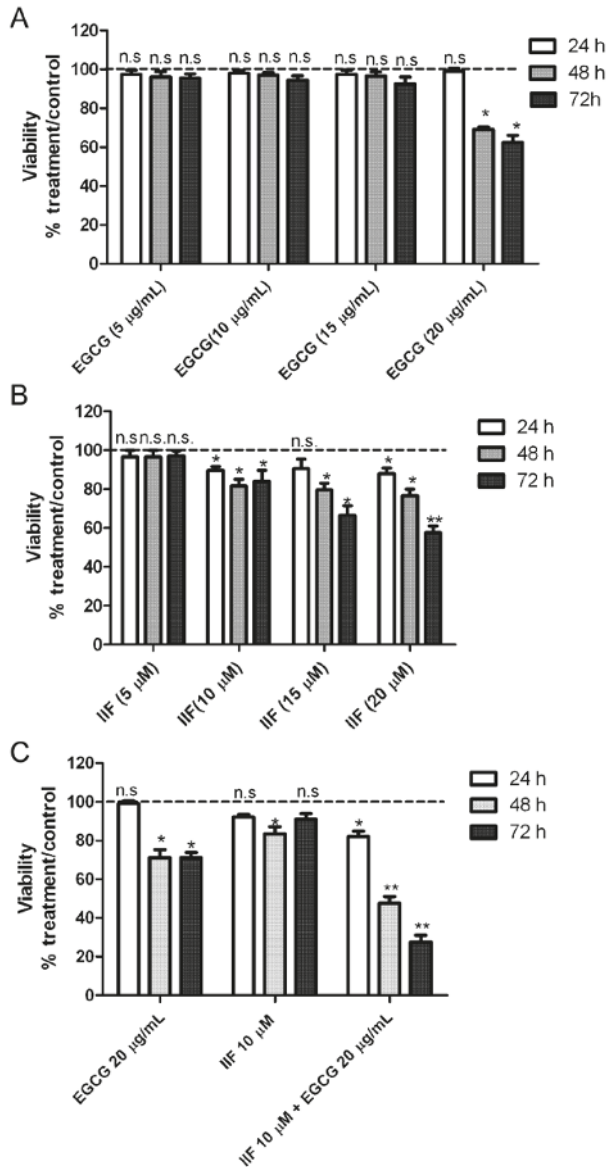 A
n.s n.s n.s n.s n.s n.s n.s n.s n.s n.s
* *
120
100
80
60
40
20
0
Viability
% treatment/control
24 h
48 h
72h
EGCG (5 μg/mL)
EGCG(10 μg/mL)
EGCG (15 μg/mL)
EGCG (20 μg/mL)
B
n.s n.s. n.s. * * * n.s. * * * * **
120
100
80
60
40
20
0
Viability
% treatment/control
24 h
48 h
72 h
IIF (5 μM)
IIF(10 μM)
IIF (15 μM)
IIF (20 μM)
C
n.s * * n.s * n.s * ** **
120
100
80
60
40
20
0
Viability
% treatment/control
24 h
48 h
72 h
EGCG 20 μg/mL
IIF 10 μM
IIF 10 μM + EGCG 20 μg/mL